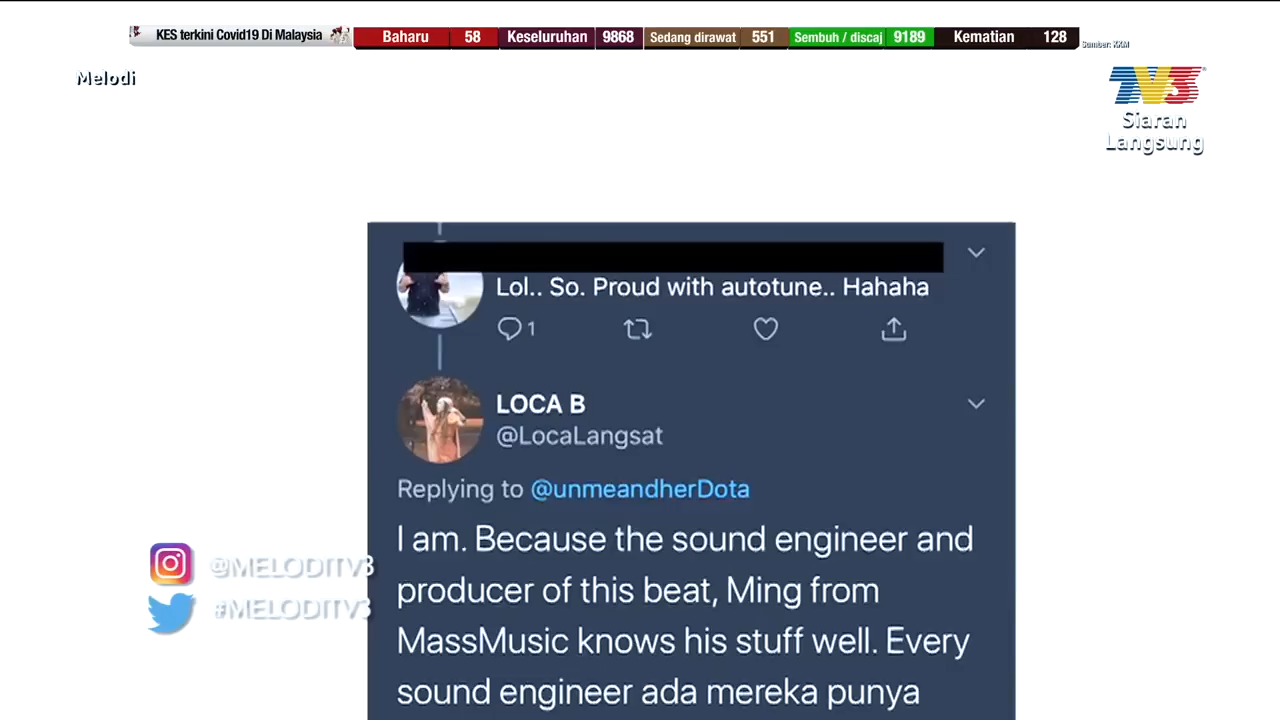 KES terkini Covid19 Di Malaysia Baharu 58 Keseluruhan 9868 Sedang dirawat 551 Sembuh / discaj 9189 Kematian 128
Sumber: KKM
Melodi
TV3
Siaran
Langsung
Lol.. So. Proud with autotune.. Hahaha
1
LOCA B
@LocaLangsat
Replying to @unmeandherDota
I am. Because the sound engineer and
producer of this beat, Ming from
MassMusic knows his stuff well. Every
sound engineer ada mereka punya
@MELODITV3
#MELODITV3